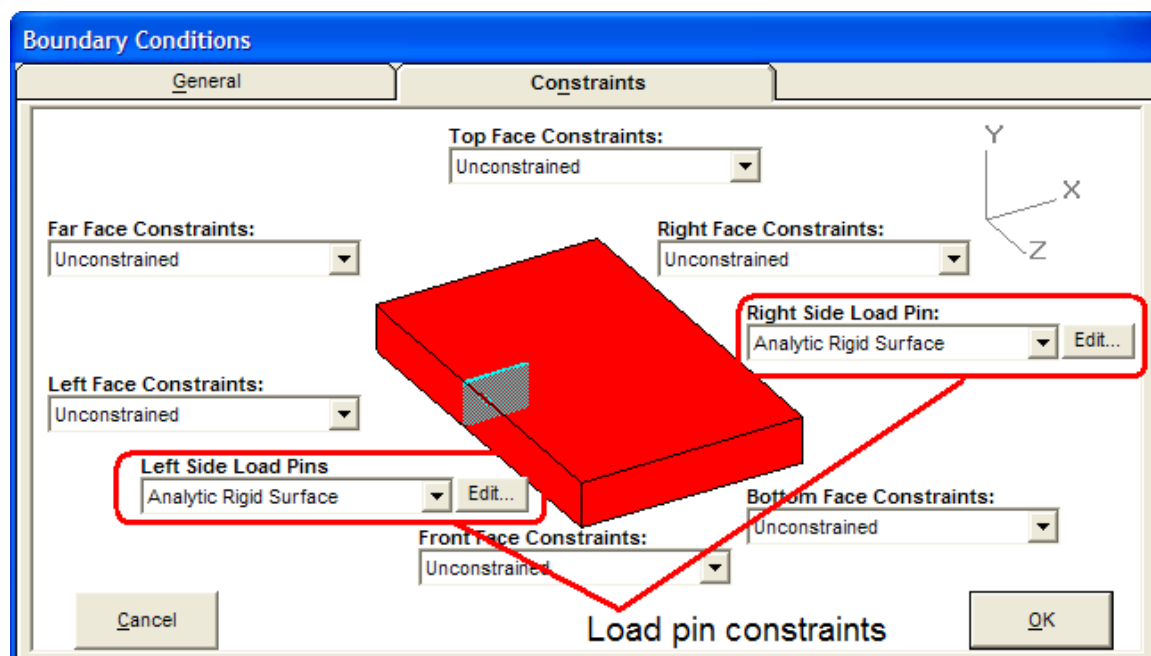 Boundary Conditions
General
Constraints
Top Face Constraints:
Unconstrained
Y
X
Z
Far Face Constraints:
Unconstrained
Right Face Constraints:
Unconstrained
Right Side Load Pin:
Analytic Rigid Surface
Edit...
Left Face Constraints:
Unconstrained
Left Side Load Pins
Analytic Rigid Surface
Edit...
Bottom Face Constraints:
Unconstrained
Front Face Constraints:
Unconstrained
Cancel
Load pin constraints
OK